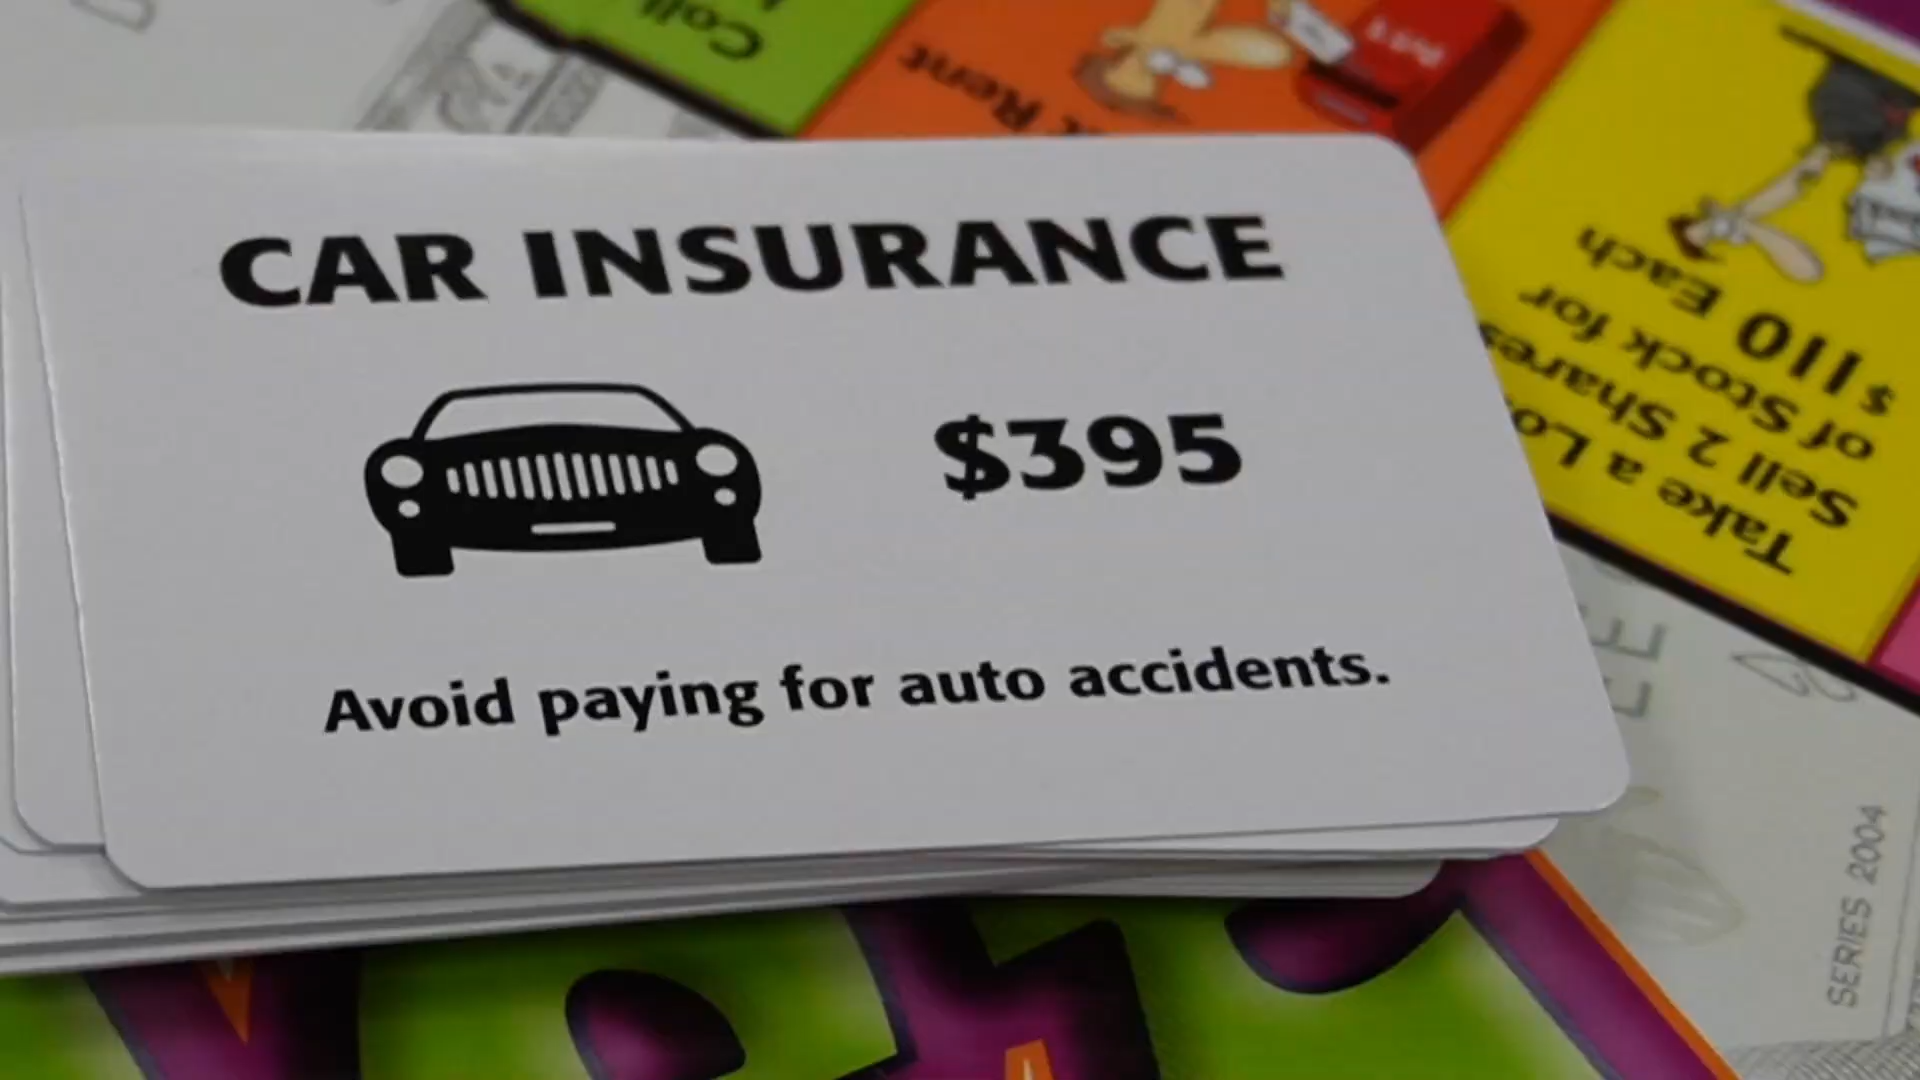 CAR INSURANCE
$395
Avoid paying for auto accidents.
Rent
Take a
Sell 2 Shares
of Stock for
$110 Each
SERIES 2004